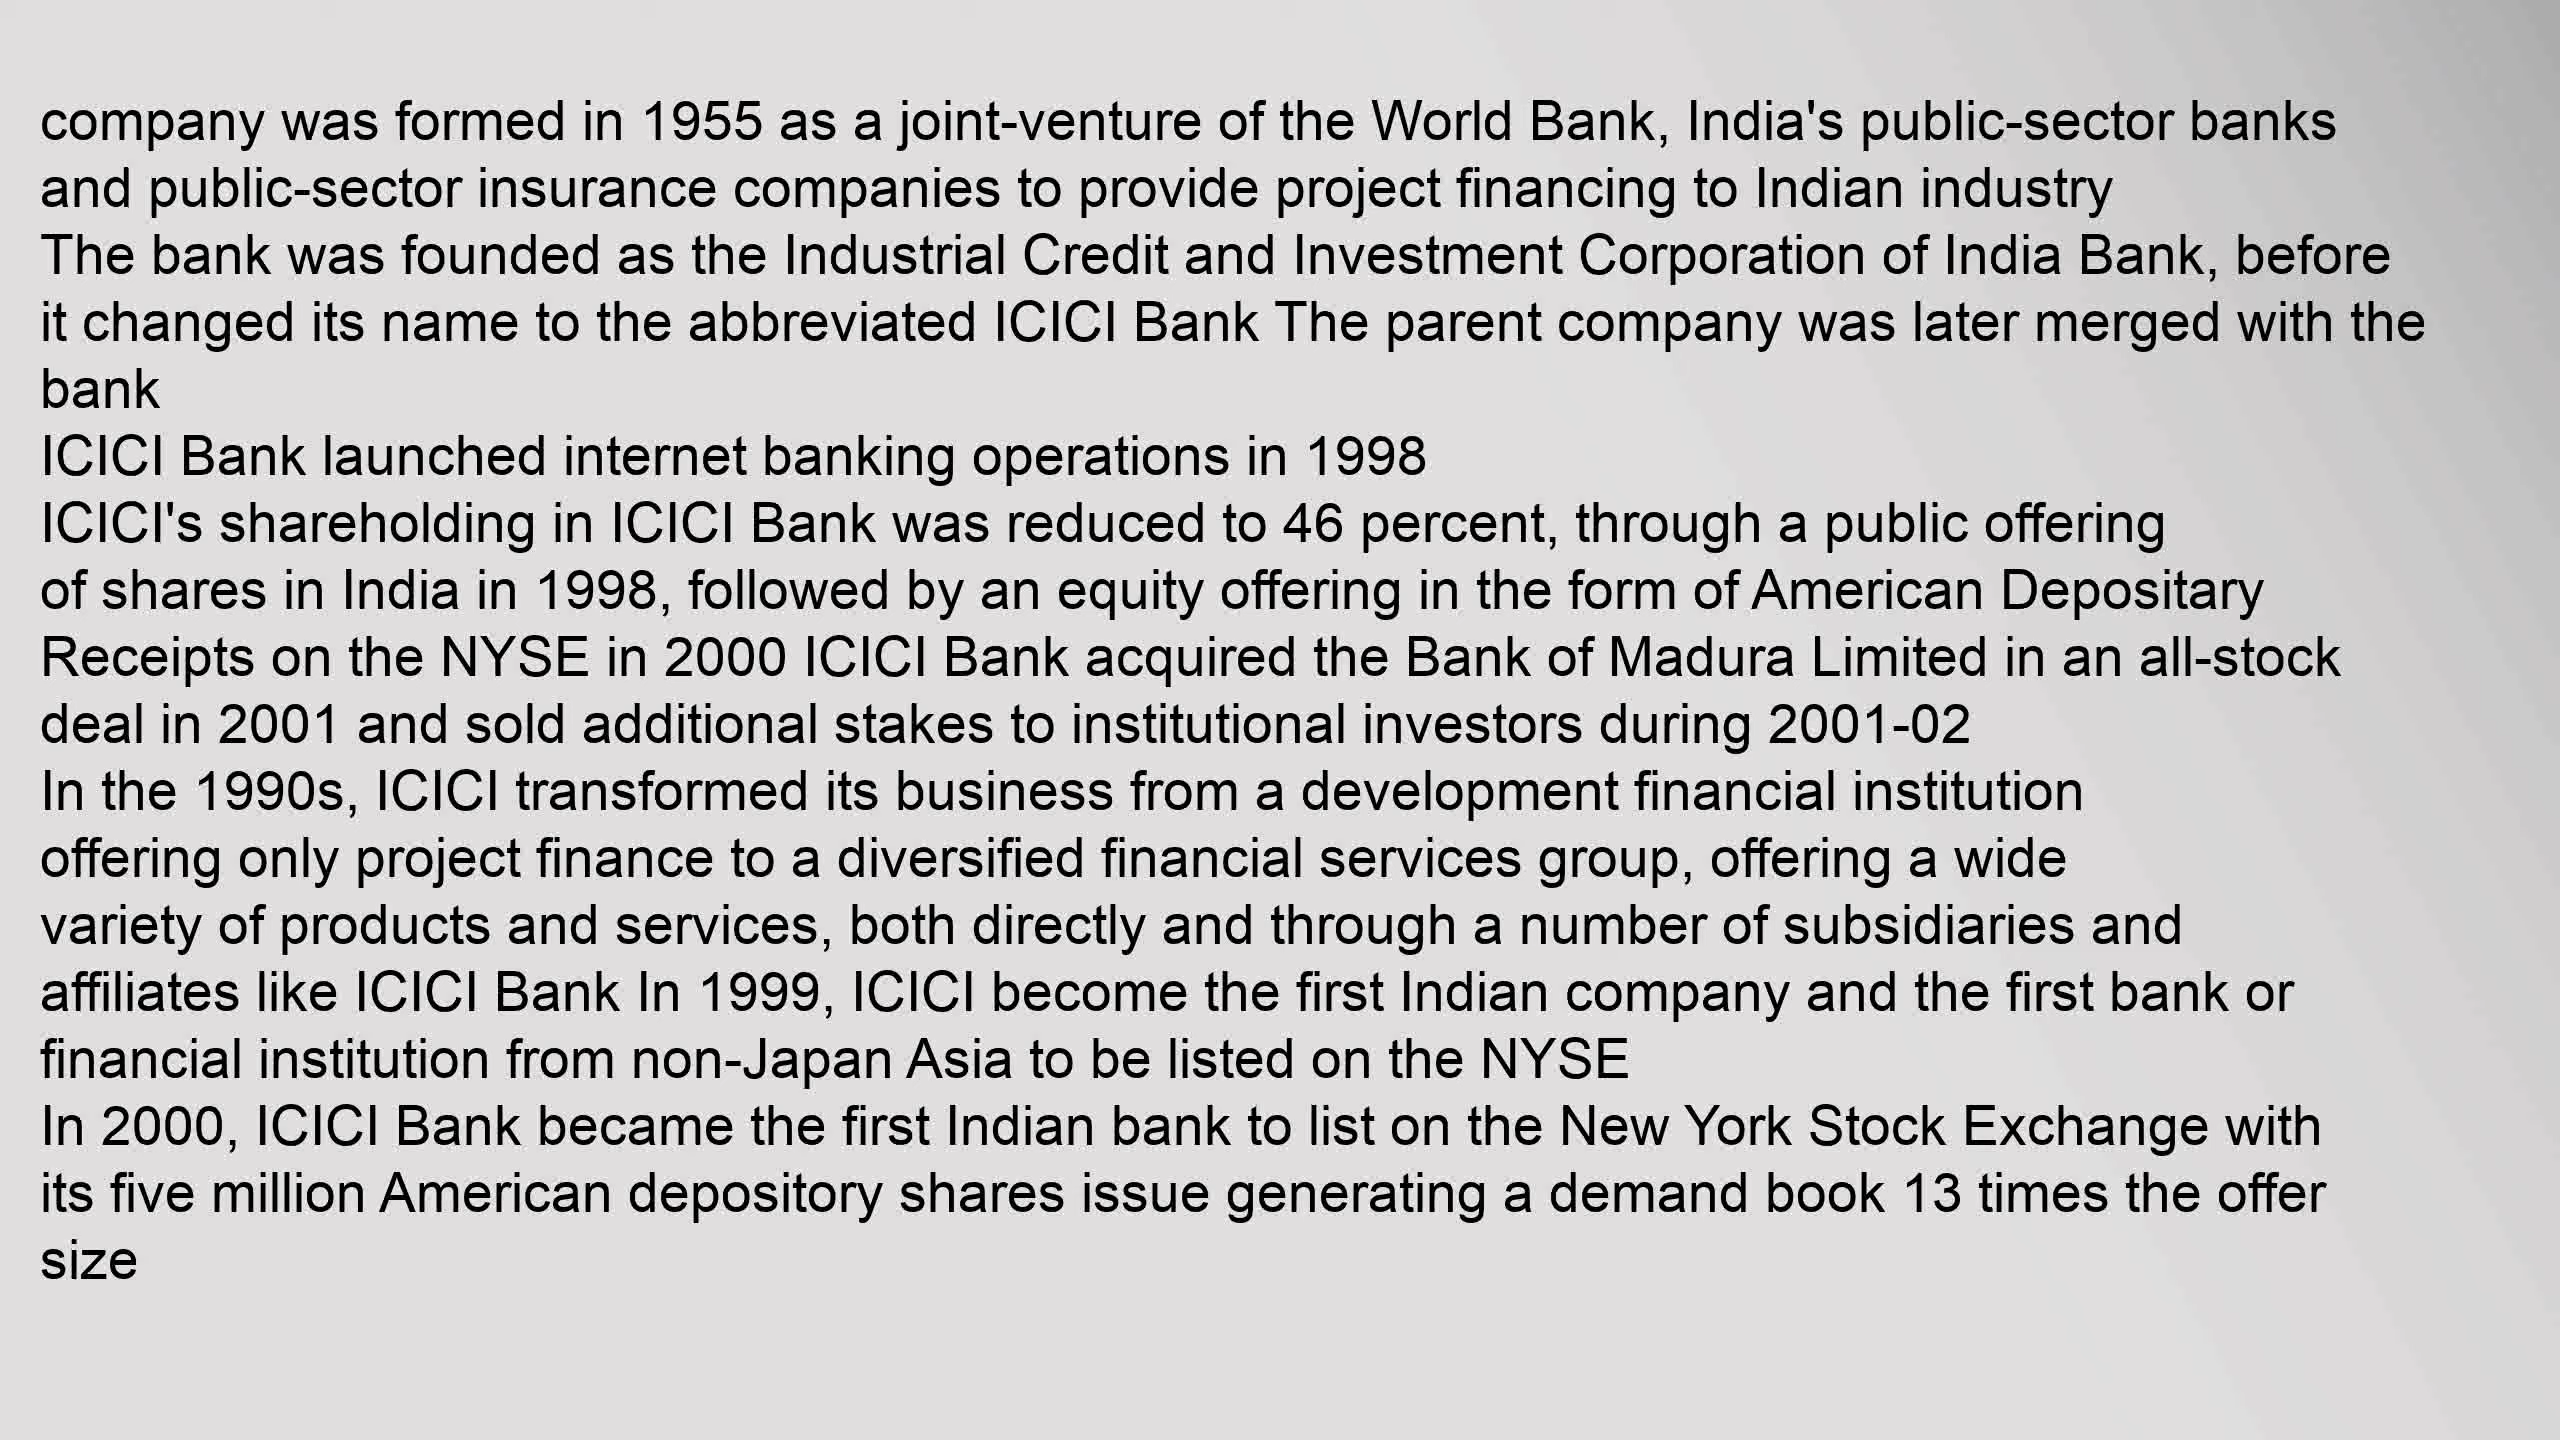 company was formed in 1955 as a joint-venture of the World Bank, India's public-sector banks
and public-sector insurance companies to provide project financing to Indian industry
The bank was founded as the Industrial Credit and Investment Corporation of India Bank, before
it changed its name to the abbreviated ICICI Bank The parent company was later merged with the
bank
ICICI Bank launched internet banking operations in 1998
ICICI's shareholding in ICICI Bank was reduced to 46 percent, through a public offering
of shares in India in 1998, followed by an equity offering in the form of American Depositary
Receipts on the NYSE in 2000 ICICI Bank acquired the Bank of Madura Limited in an all-stock
deal in 2001 and sold additional stakes to institutional investors during 2001-02
In the 1990s, ICICI transformed its business from a development financial institution
offering only project finance to a diversified financial services group, offering a wide
variety of products and services, both directly and through a number of subsidiaries and
affiliates like ICICI Bank In 1999, ICICI become the first Indian company and the first bank or
financial institution from non-Japan Asia to be listed on the NYSE
In 2000, ICICI Bank became the first Indian bank to list on the New York Stock Exchange with
its five million American depository shares issue generating a demand book 13 times the offer
size